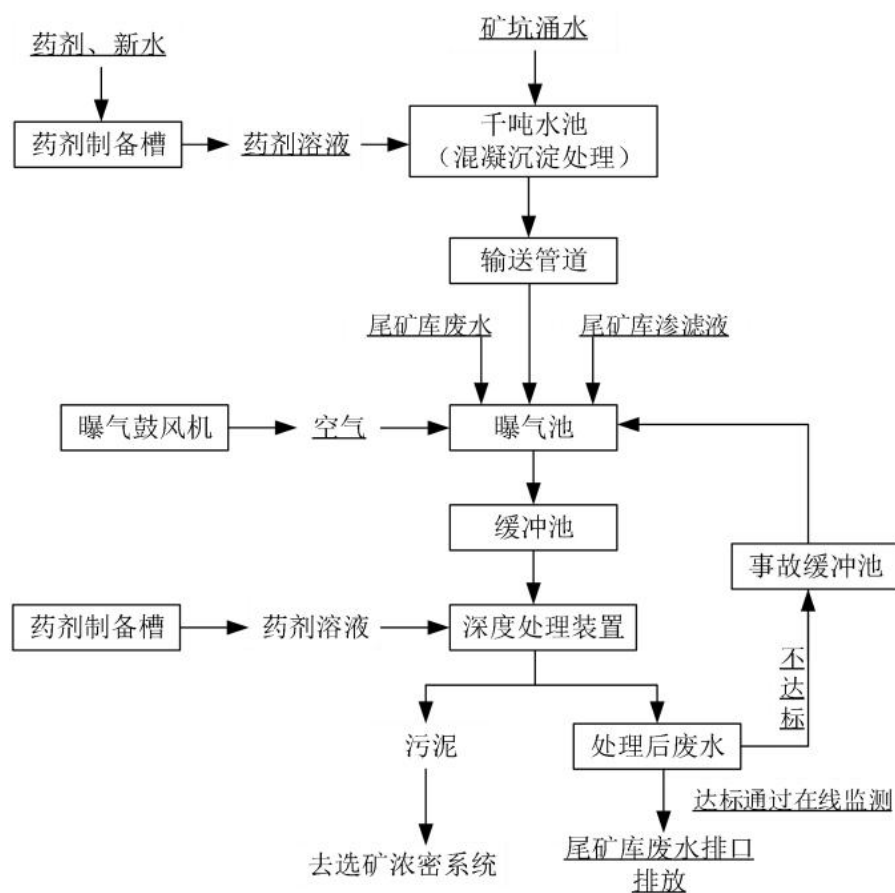 药剂、新水
矿坑涌水
药剂制备槽
药剂溶液
千吨水池
（混凝沉淀处理）
输送管道
尾矿库废水
尾矿库渗滤液
曝气鼓风机
空气
曝气池
缓冲池
事故缓冲池
药剂制备槽
药剂溶液
深度处理装置
不达标
污泥
处理后废水
达标通过在线监测
去选矿浓密系统
尾矿库废水排口
排放